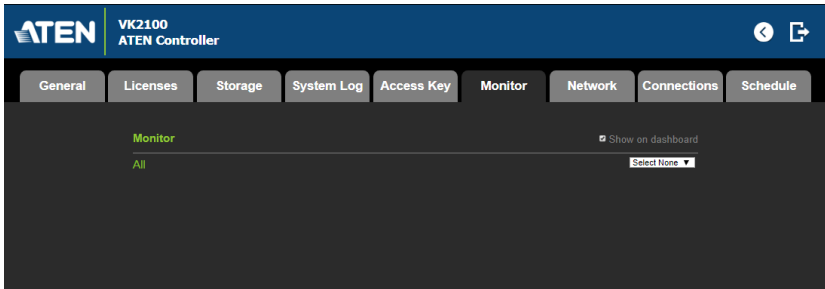 ATEN
VK2100
ATEN Controller
General Licenses Storage System Log Access Key Monitor Network Connections Schedule
Monitor Show on dashboard
All Select None ▼